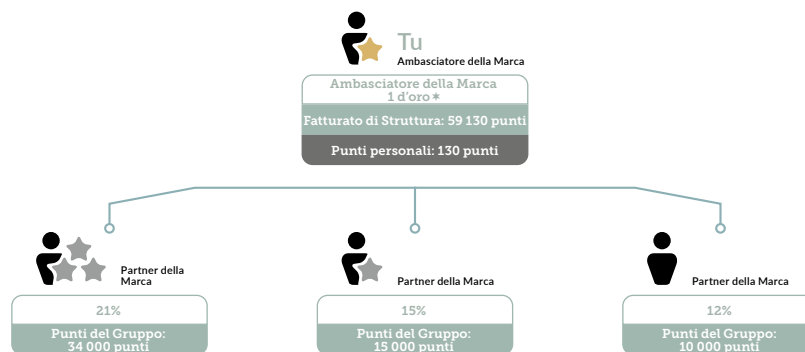 Tu
Ambasciatore della Marca
Ambasciatore della Marca
1 d'oro✶
Fatturato di Struttura: 59 130 punti
Punti personali: 130 punti
Partner della
Marca
21%
Punti del Gruppo:
34 000 punti
Partner della Marca
15%
Punti del Gruppo:
15 000 punti
Partner della Marca
12%
Punti del Gruppo:
10 000 punti